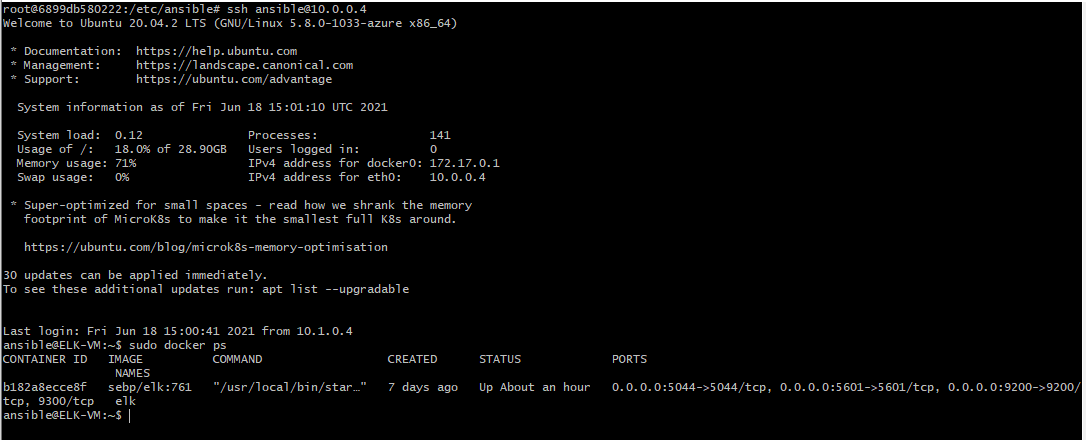 root@6899db580222:/etc/ansible# ssh ansible@10.0.0.4
Welcome to Ubuntu 20.04.2 LTS (GNU/Linux 5.8.0-1033-azure x86_64)
* Documentation:  https://help.ubuntu.com
* Management:     https://landscape.canonical.com
* Support:        https://ubuntu.com/advantage
System information as of Fri Jun 18 15:01:10 UTC 2021
System load:  0.12               Processes:                141
Usage of /:   18.0% of 28.90GB   Users logged in:          0
Memory usage: 71%                IPv4 address for docker0: 172.17.0.1
Swap usage:   0%                 IPv4 address for eth0:    10.0.0.4
* Super-optimized for small spaces - read how we shrank the memory
footprint of MicroK8s to make it the smallest full K8s around.
https://ubuntu.com/blog/microk8s-memory-optimisation
30 updates can be applied immediately.
To see these additional updates run: apt list --upgradable
Last login: Fri Jun 18 15:00:41 2021 from 10.1.0.4
ansible@ELK-VM:~$ sudo docker ps
CONTAINER ID   IMAGE          COMMAND                  CREATED      STATUS             PORTS
NAMES
b182a8ecce8f   sebp/elk:761   "/usr/local/bin/star…"   7 days ago   Up About an hour   0.0.0.0:5044->5044/tcp, 0.0.0.0:5601->5601/tcp, 0.0.0.0:9200->9200/
tcp, 9300/tcp   elk
ansible@ELK-VM:~$